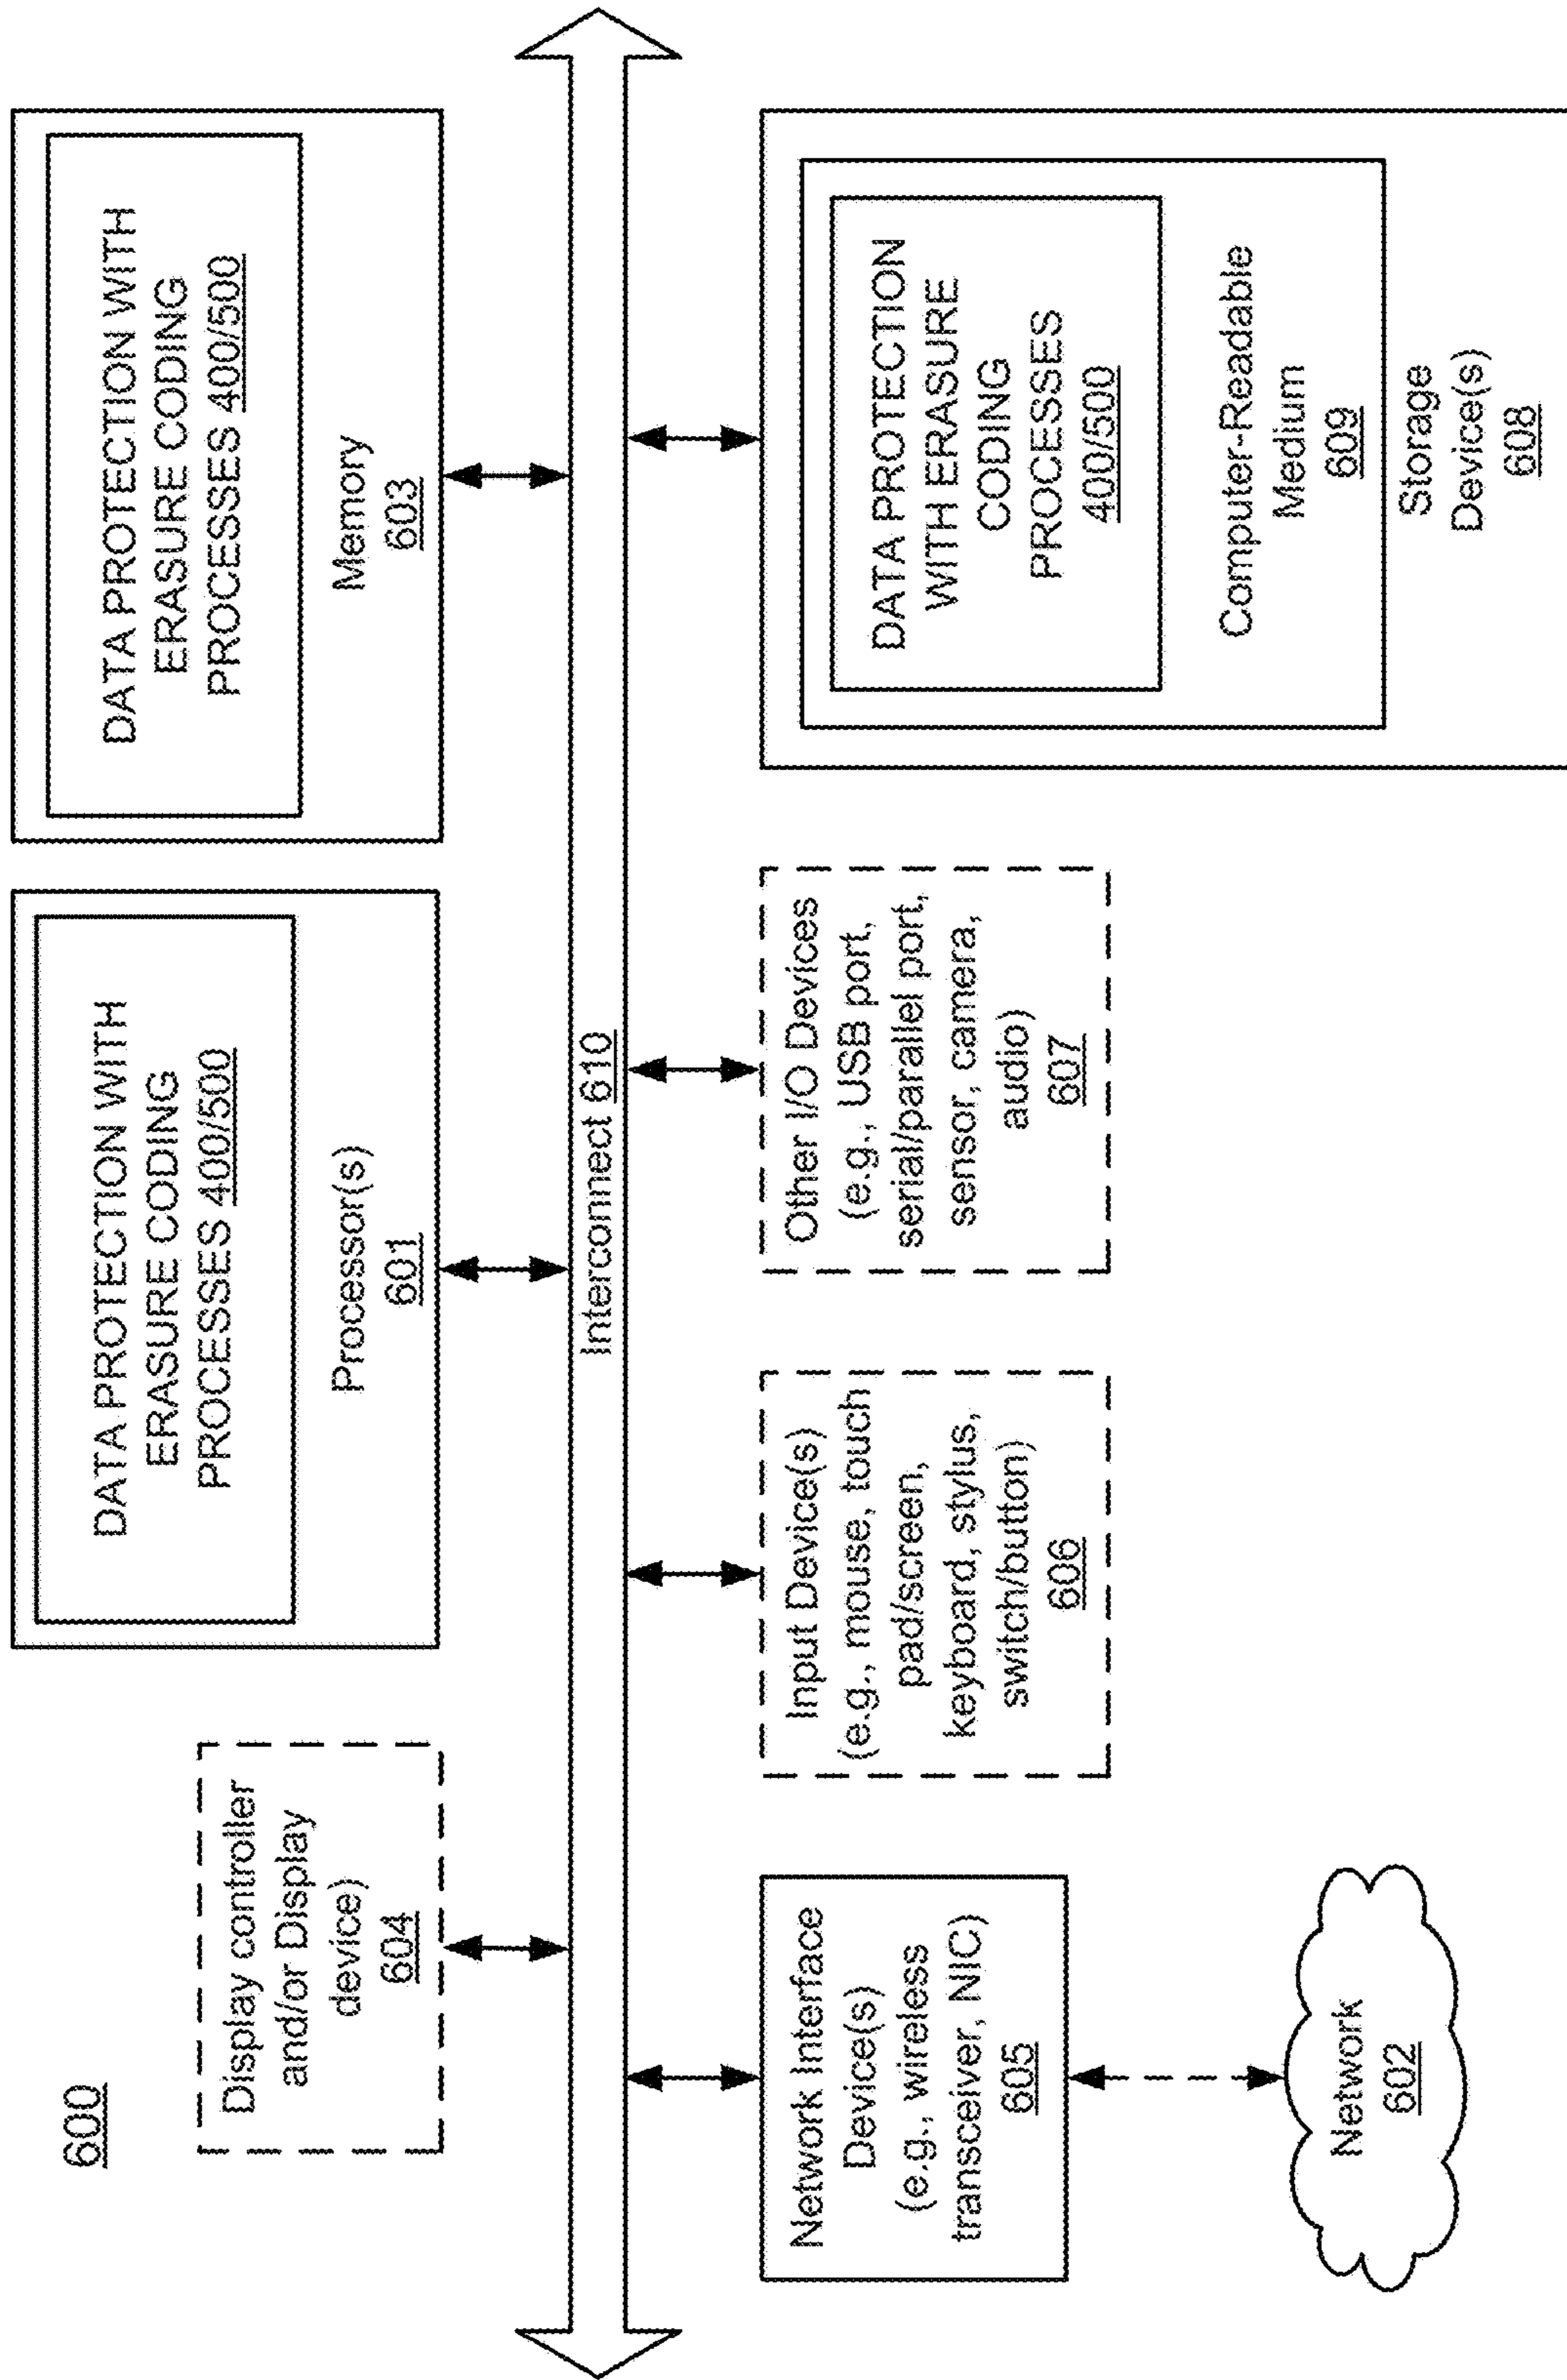 600
Display controller
and/or Display
device)
604
DATA PROTECTION WITH
ERASURE CODING
PROCESSES 400/500
Processor(s)
601
DATA PROTECTION WITH
ERASURE CODING
PROCESSES 400/500
Memory
603
Interconnect 610
Network Interface
Device(s)
(e.g., wireless
transceiver, NIC)
605
Network
602
Input Device(s)
(e.g., mouse, touch
pad/screen,
keyboard, stylus,
switch/button)
606
Other I/O Devices
(e.g., USB port,
serial/parallel port,
sensor, camera,
audio)
607
DATA PROTECTION
WITH ERASURE
CODING
PROCESSES
400/500
Computer-Readable
Medium
609
Storage
Device(s)
608